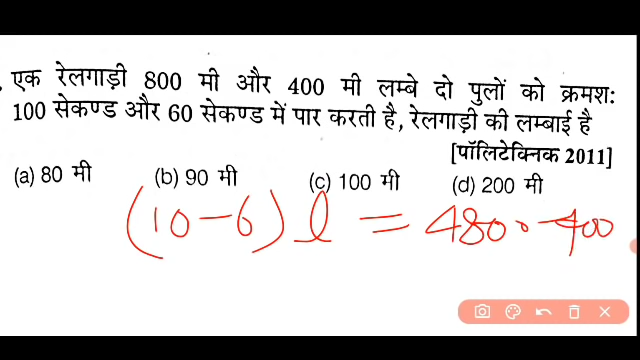 एक रेलगाड़ी 800 मी और 400 मी लम्बे दो पुलों को क्रमश:
100 सेकण्ड और 60 सेकण्ड में पार करती है, रेलगाड़ी की लम्बाई है
[पॉलिटेक्निक 2011]
(a) 80 मी (b) 90 मी (c) 100 मी (d) 200 मी
(10 - 6) l = 4800 - 400